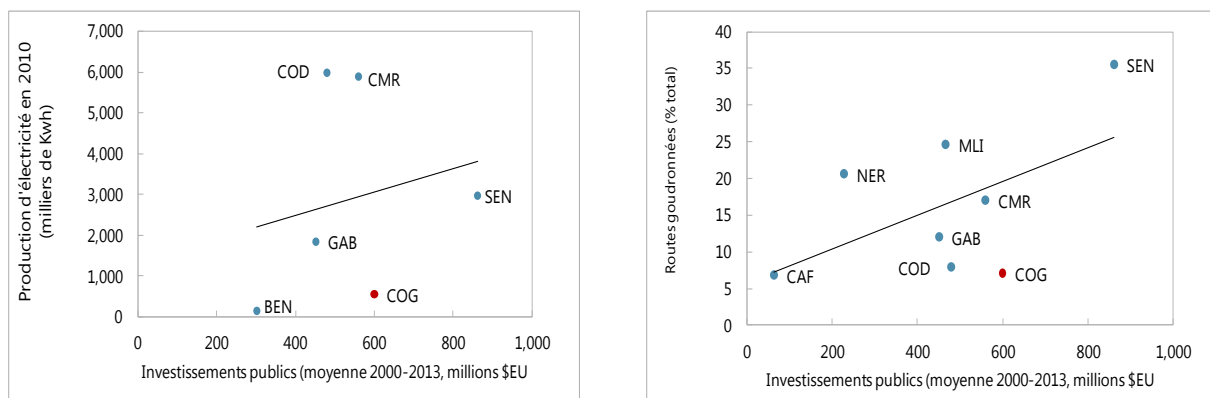 Production d'électricité en 2010
(milliers de Kwh)
7,000
6,000
5,000
4,000
3,000
2,000
1,000
0
COD
CMR
SEN
GAB
COG
BEN
0 200 400 600 800 1,000
Investissements publics (moyenne 2000-2013, millions $EU
Routes goudronnées (% total)
40
35
30
25
20
15
10
5
0
SEN
MLI
NER
CMR
GAB
COD
COG
CAF
0 200 400 600 800 1,000
Investissements publics (moyenne 2000-2013, millions $EU